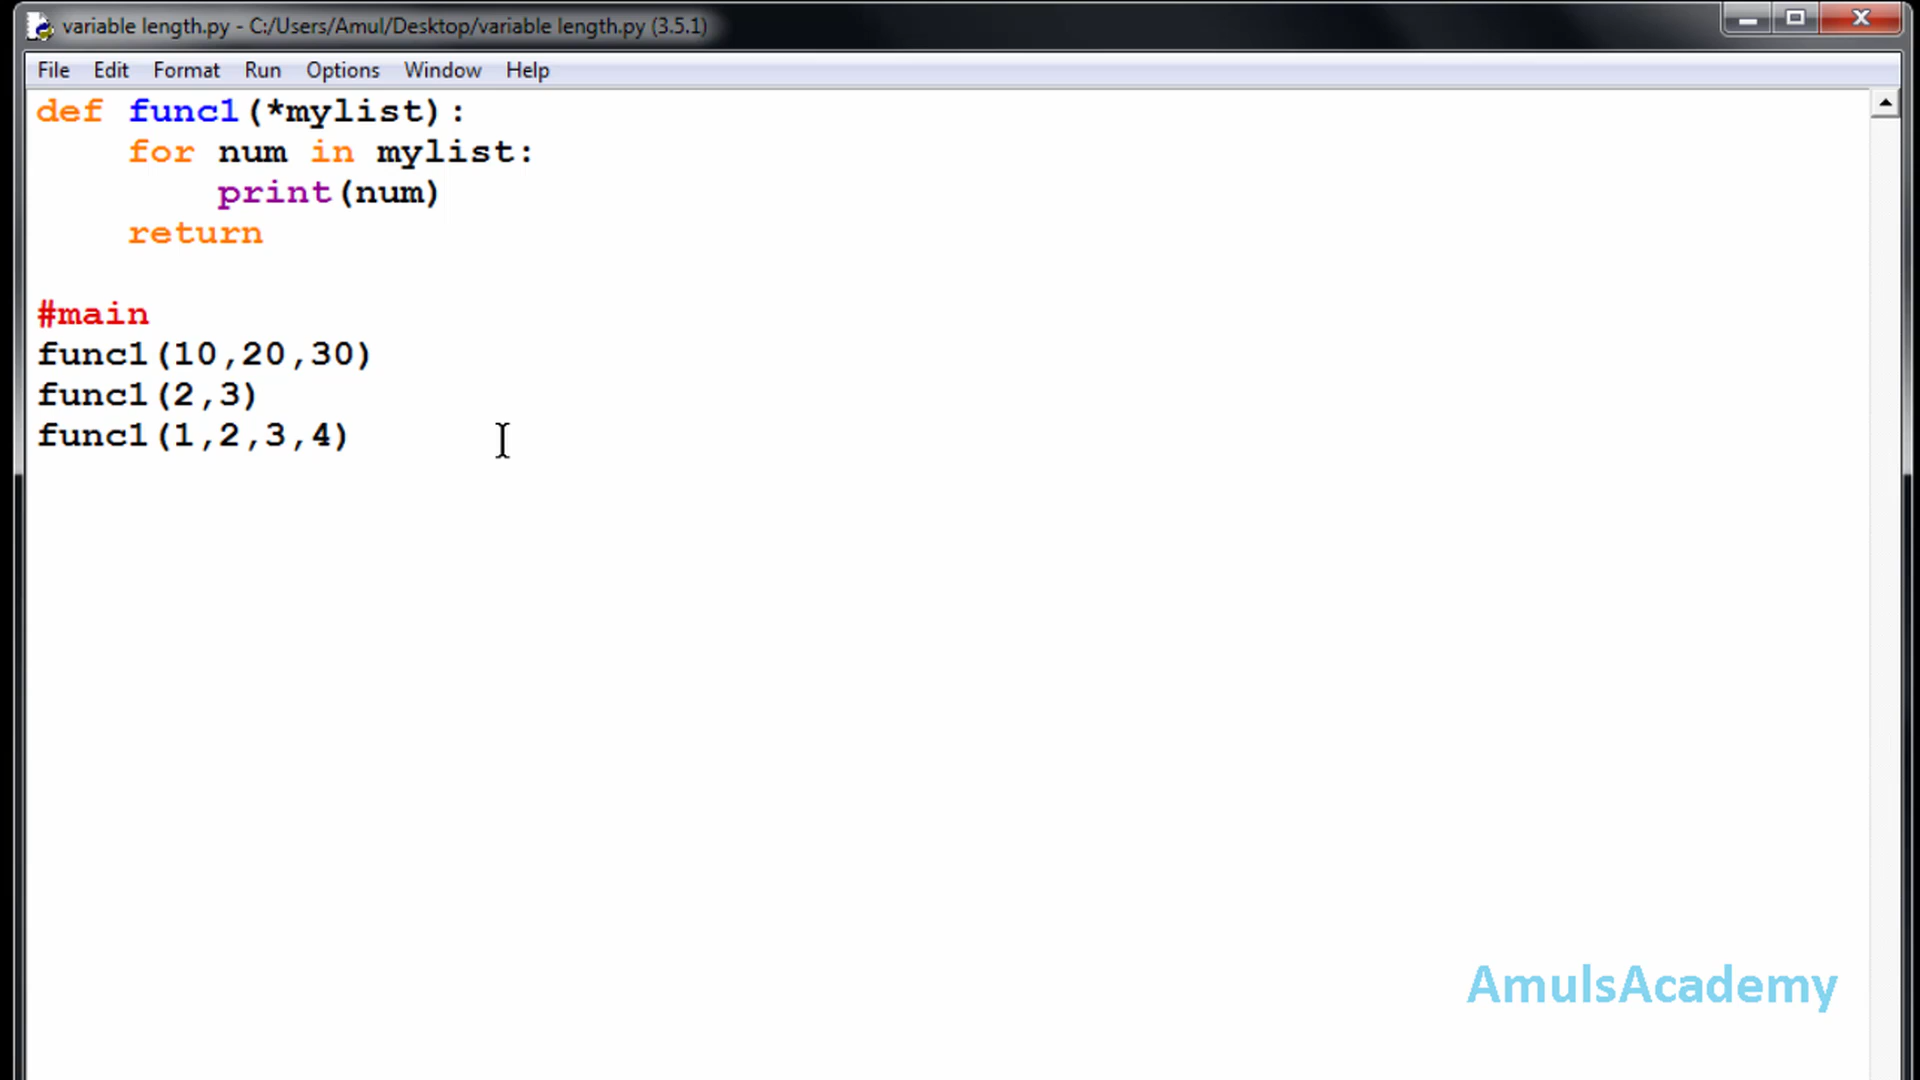 variable length.py - C:/Users/Amul/Desktop/variable length.py (3.5.1)
File Edit Format Run Options Window Help
def func1(*mylist):
    for num in mylist:
        print(num)
    return
#main
func1(10,20,30)
func1(2,3)
func1(1,2,3,4)
AmulsAcademy